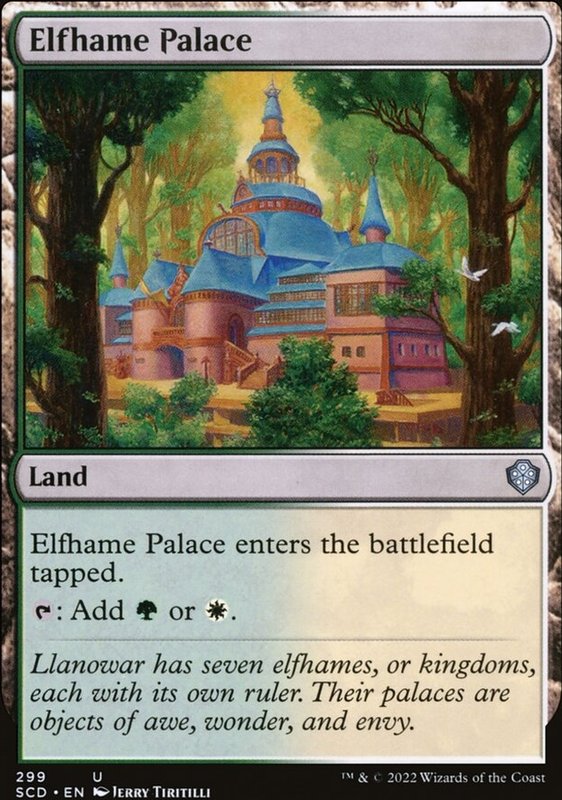 Elfhame Palace
Land
Elfhame Palace enters the battlefield
tapped.
: Add or .
Llanowar has seven elfhames, or kingdoms,
each with its own ruler. Their palaces are
objects of awe, wonder, and envy.
299 U
SCD • EN JERRY TIRITILLI
™ & © 2022 Wizards of the Coast